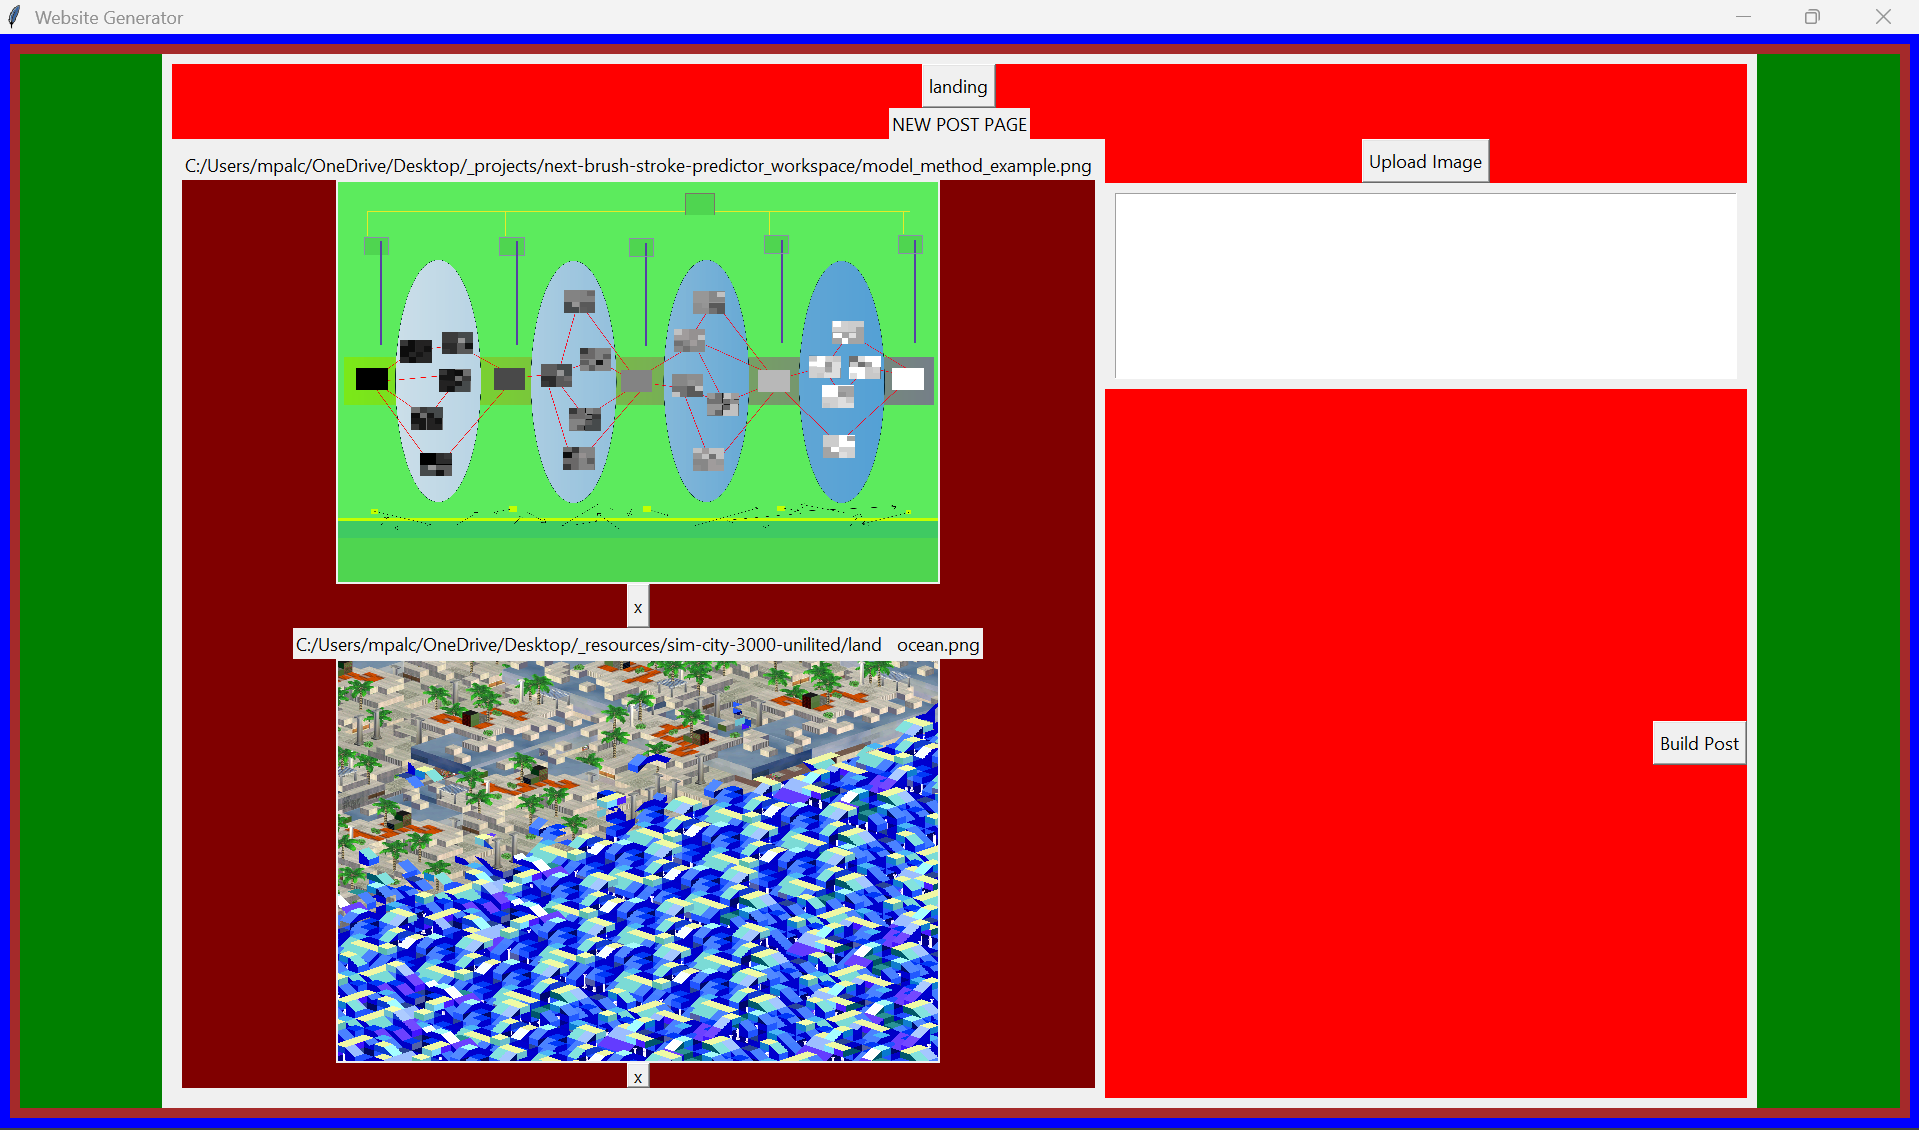 Website Generator
landing
NEW POST PAGE
C:/Users/mpalc/OneDrive/Desktop/_projects/next-brush-stroke-predictor_workspace/model_method_example.png
Upload Image
x
C:/Users/mpalc/OneDrive/Desktop/_resources/sim-city-3000-unilited/land   ocean.png
Build Post
x